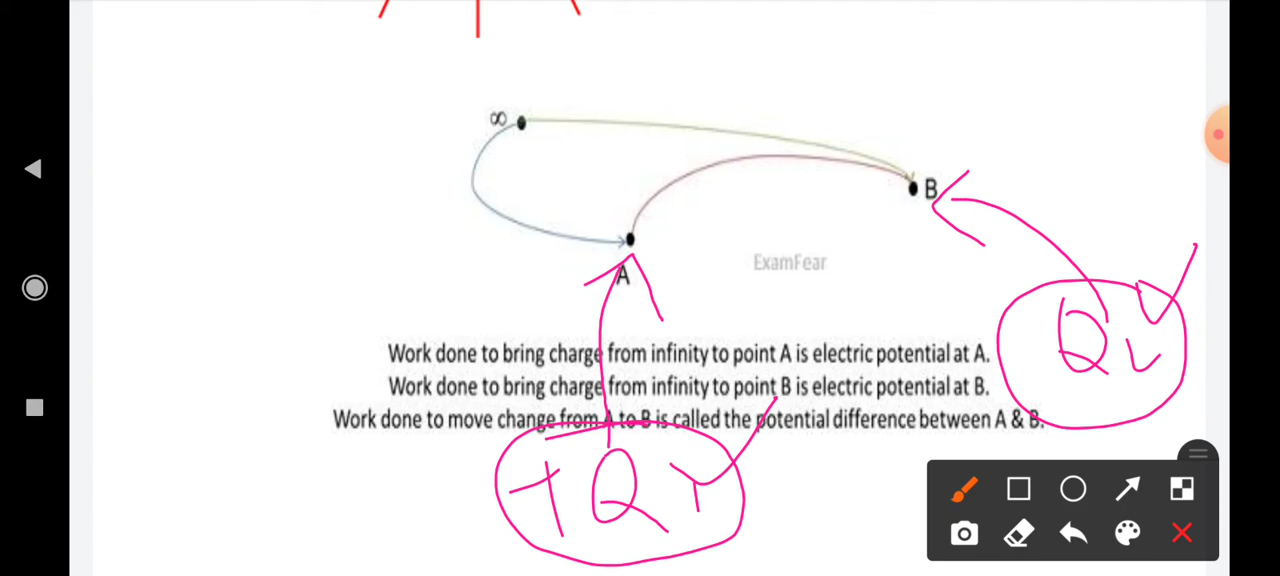 ∞
B
A
ExamFear
Work done to bring charge from infinity to point A is electric potential at A.
Work done to bring charge from infinity to point B is electric potential at B.
Work done to move change from A to B is called the potential difference between A & B.
Q
Q